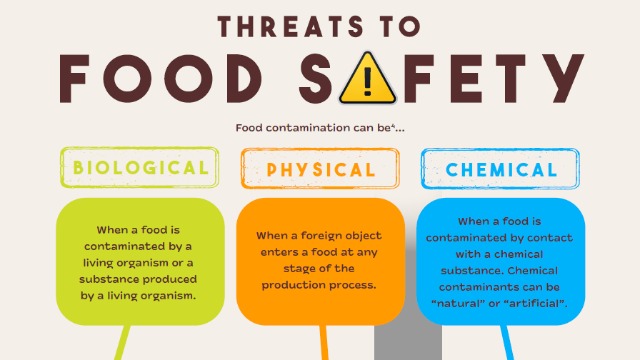 THREATS TO
FOOD S⚠FETY
Food contamination can be⁴...
BIOLOGICAL
PHYSICAL
CHEMICAL
When a food is
contaminated by a
living organism or a
substance produced
by a living organism.
When a foreign object
enters a food at any
stage of the
production process.
When a food is
contaminated by contact
with a chemical
substance. Chemical
contaminants can be
“natural” or “artificial”.